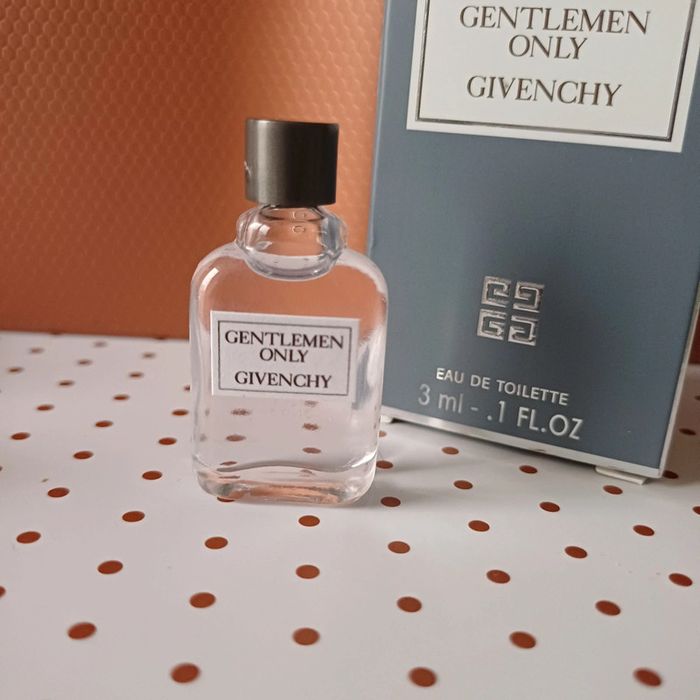 GENTLEMEN
ONLY
GIVENCHY
EAU DE TOILETTE
3 ml - .1 FL.OZ
GENTLEMEN
ONLY
GIVENCHY